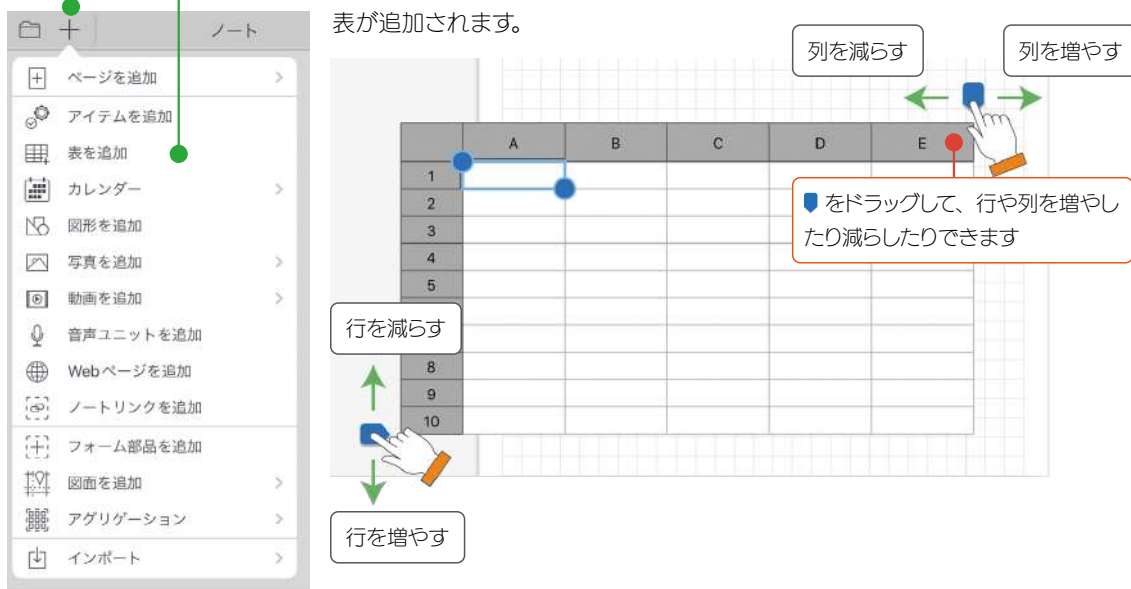 表が追加されます。
ノート
ページを追加
アイテムを追加
表を追加
カレンダー
図形を追加
写真を追加
動画を追加
音声ユニットを追加
Webページを追加
ノートリンクを追加
フォーム部品を追加
図面を追加
アグリゲーション
インポート
列を減らす
列を増やす
A B C D E
1
2
3
4
5
8
9
10
をドラッグして、行や列を増やし
たり減らしたりできます
行を減らす
行を増やす